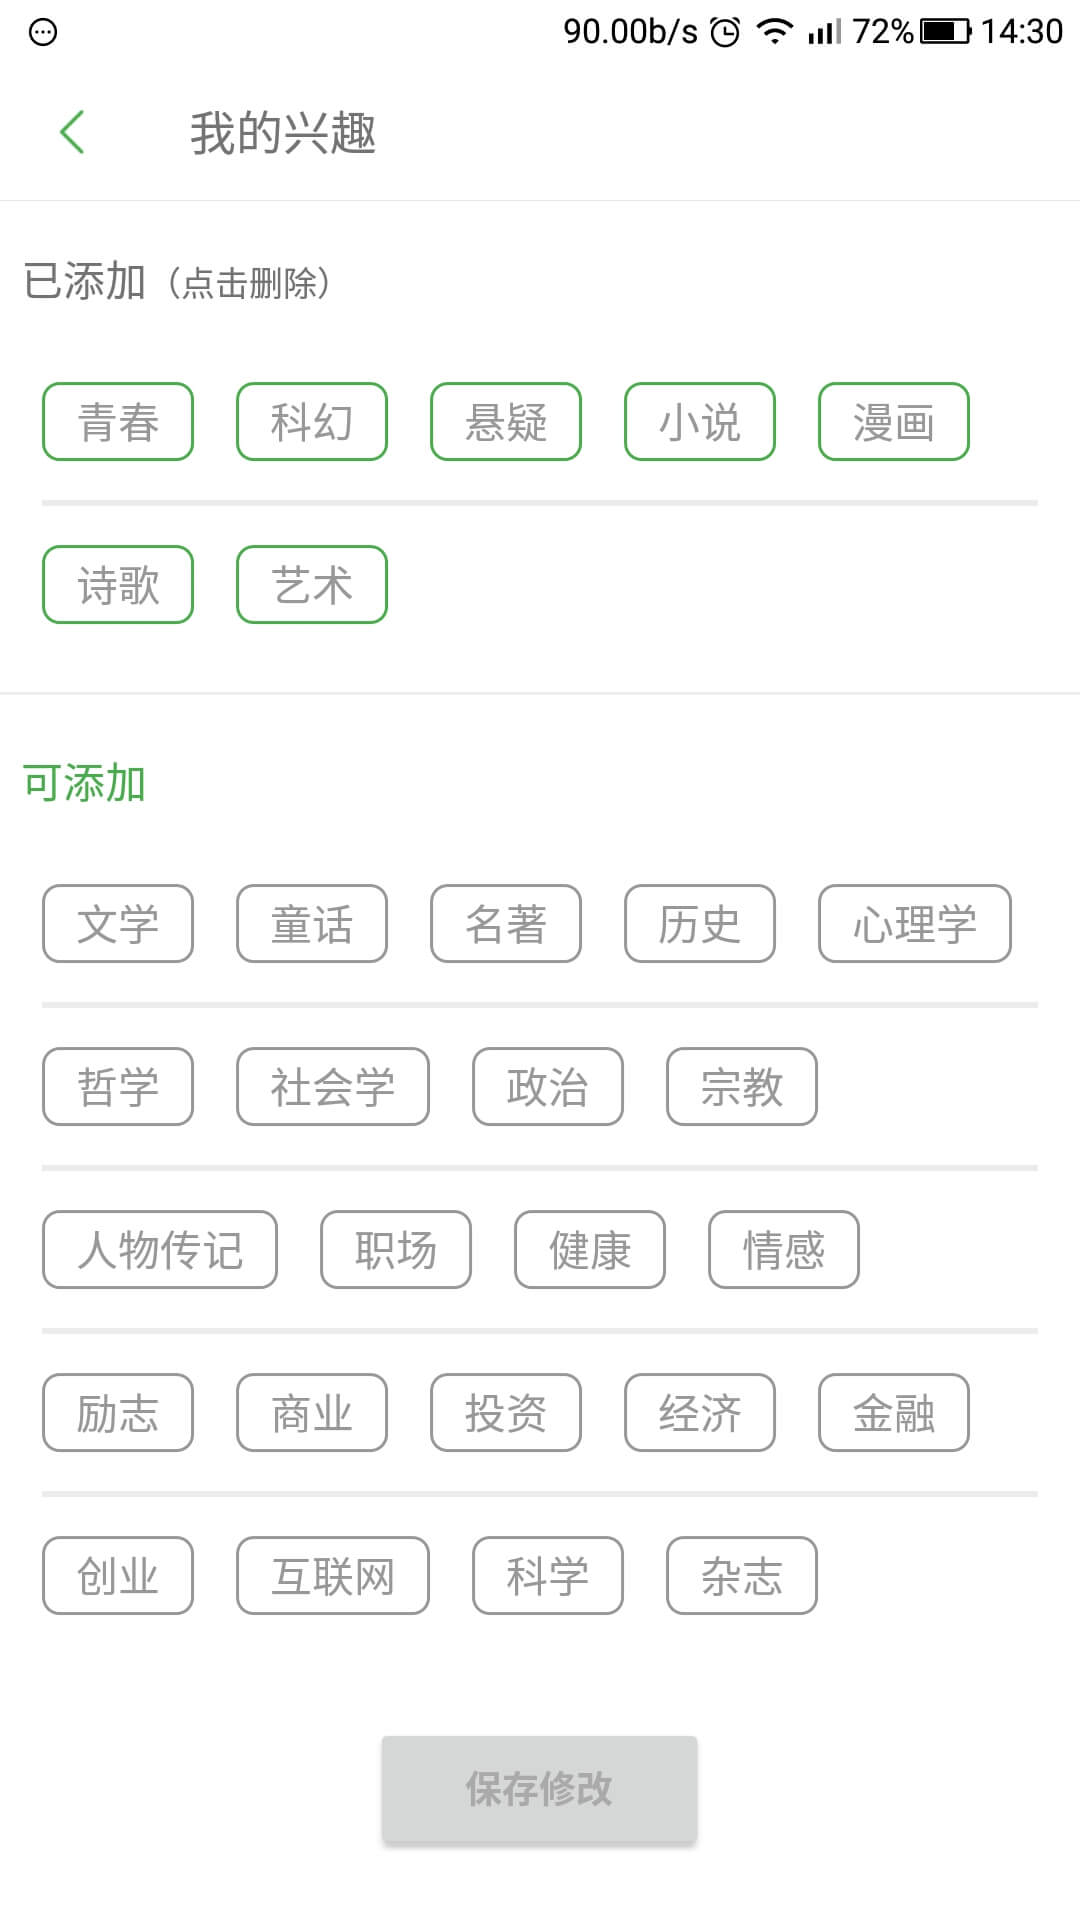 90.00b/s 72% 14:30
我的兴趣
已添加（点击删除）
青春 科幻 悬疑 小说 漫画
诗歌 艺术
可添加
文学 童话 名著 历史 心理学
哲学 社会学 政治 宗教
人物传记 职场 健康 情感
励志 商业 投资 经济 金融
创业 互联网 科学 杂志
保存修改